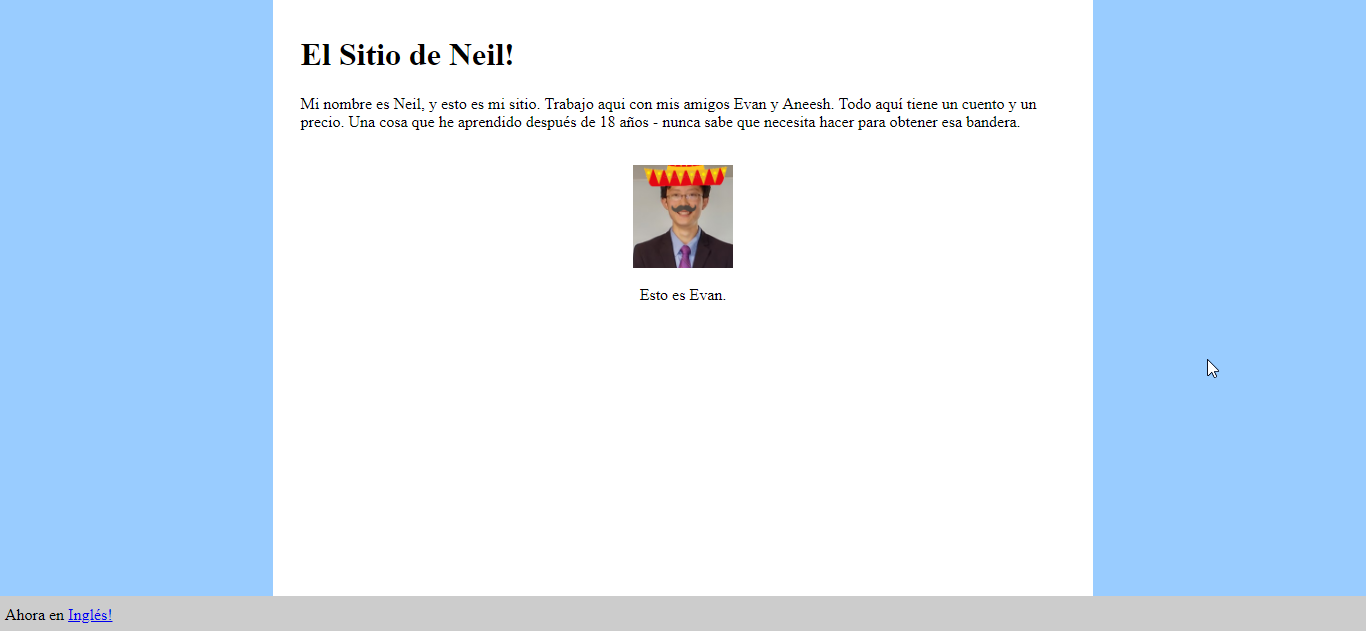 El Sitio de Neil!
Mi nombre es Neil, y esto es mi sitio. Trabajo aqui con mis amigos Evan y Aneesh. Todo aquí tiene un cuento y un
precio. Una cosa que he aprendido después de 18 años - nunca sabe que necesita hacer para obtener esa bandera.
Esto es Evan.
Ahora en Inglés!